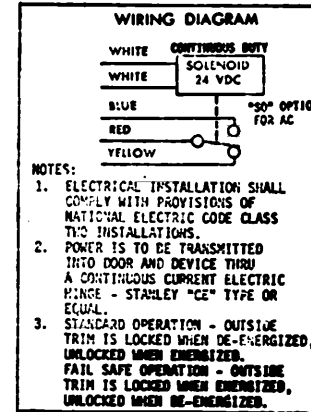 WIRING DIAGRAM
WHITE
CONTINUOUS DUTY
SOLENOID
24 VDC
WHITE
BLUE
"SO" OPTIO
FOR AC
RED
YELLOW
NOTES:
1. ELECTRICAL INSTALLATION SHALL
COMPLY WITH PROVISIONS OF
NATIONAL ELECTRIC CODE CLASS
TWO INSTALLATIONS.
2. POWER IS TO BE TRANSMITTED
INTO DOOR AND DEVICE THRU
A CONTINUOUS CURRENT ELECTRIC
HINGE - STANLEY "CE" TYPE OR
EQUAL.
3. STANDARD OPERATION - OUTSIDE
TRIM IS LOCKED WHEN DE-ENERGIZED,
UNLOCKED WHEN ENERGIZED.
FAIL SAFE OPERATION - OUTSIDE
TRIM IS LOCKED WHEN ENERGIZED,
UNLOCKED WHEN DE-ENERGIZED.